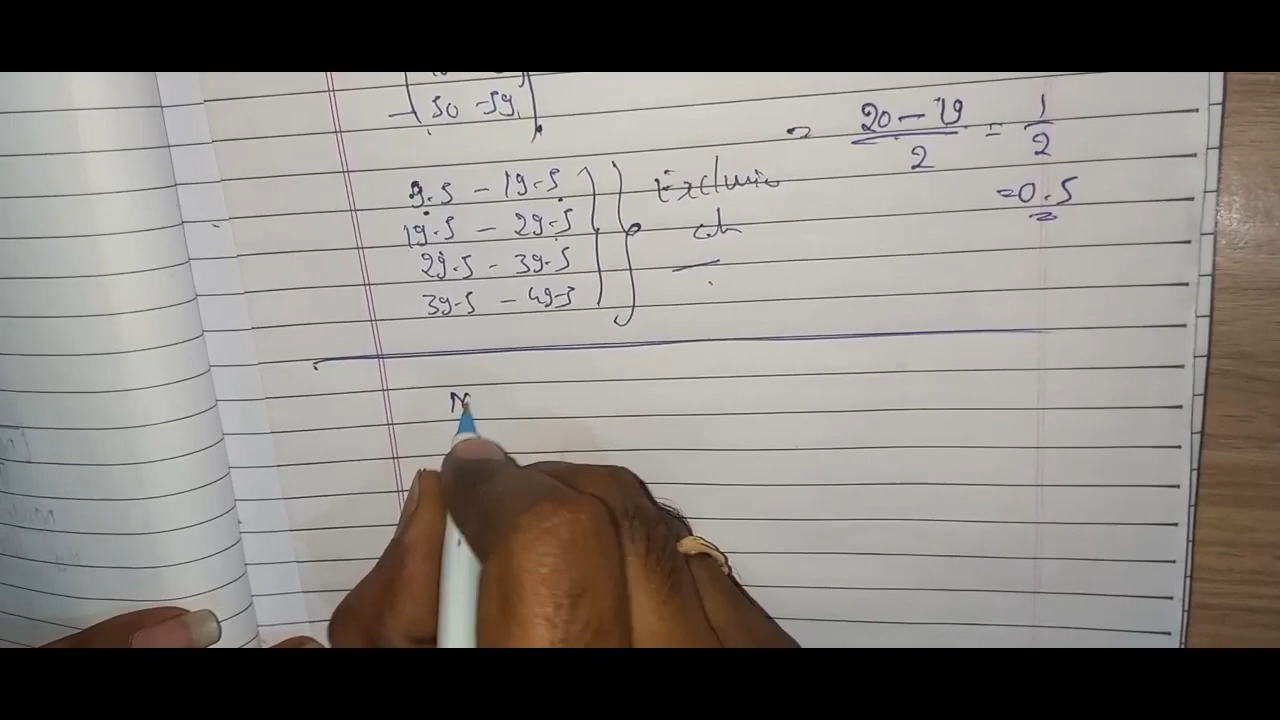 50 - 59
20 - 19 / 2 = 1 / 2
= 0.5
9.5 - 19.5
19.5 - 29.5
29.5 - 39.5
39.5 - 49.5